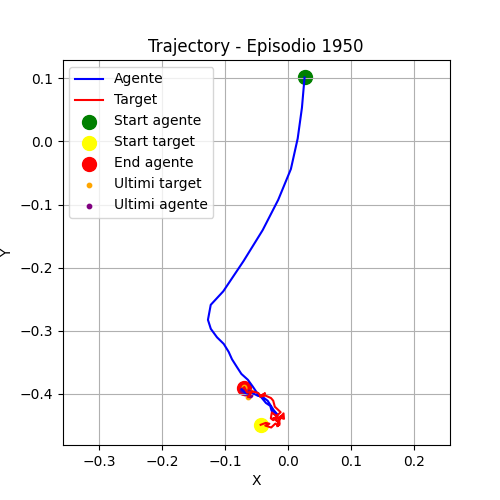 Trajectory - Episodio 1950
Agente
Target
Start agente
Start target
End agente
Ultimi target
Ultimi agente
0.1
0.0
−0.1
−0.2
−0.3
−0.4
Y
−0.3 −0.2 −0.1 0.0 0.1 0.2
X